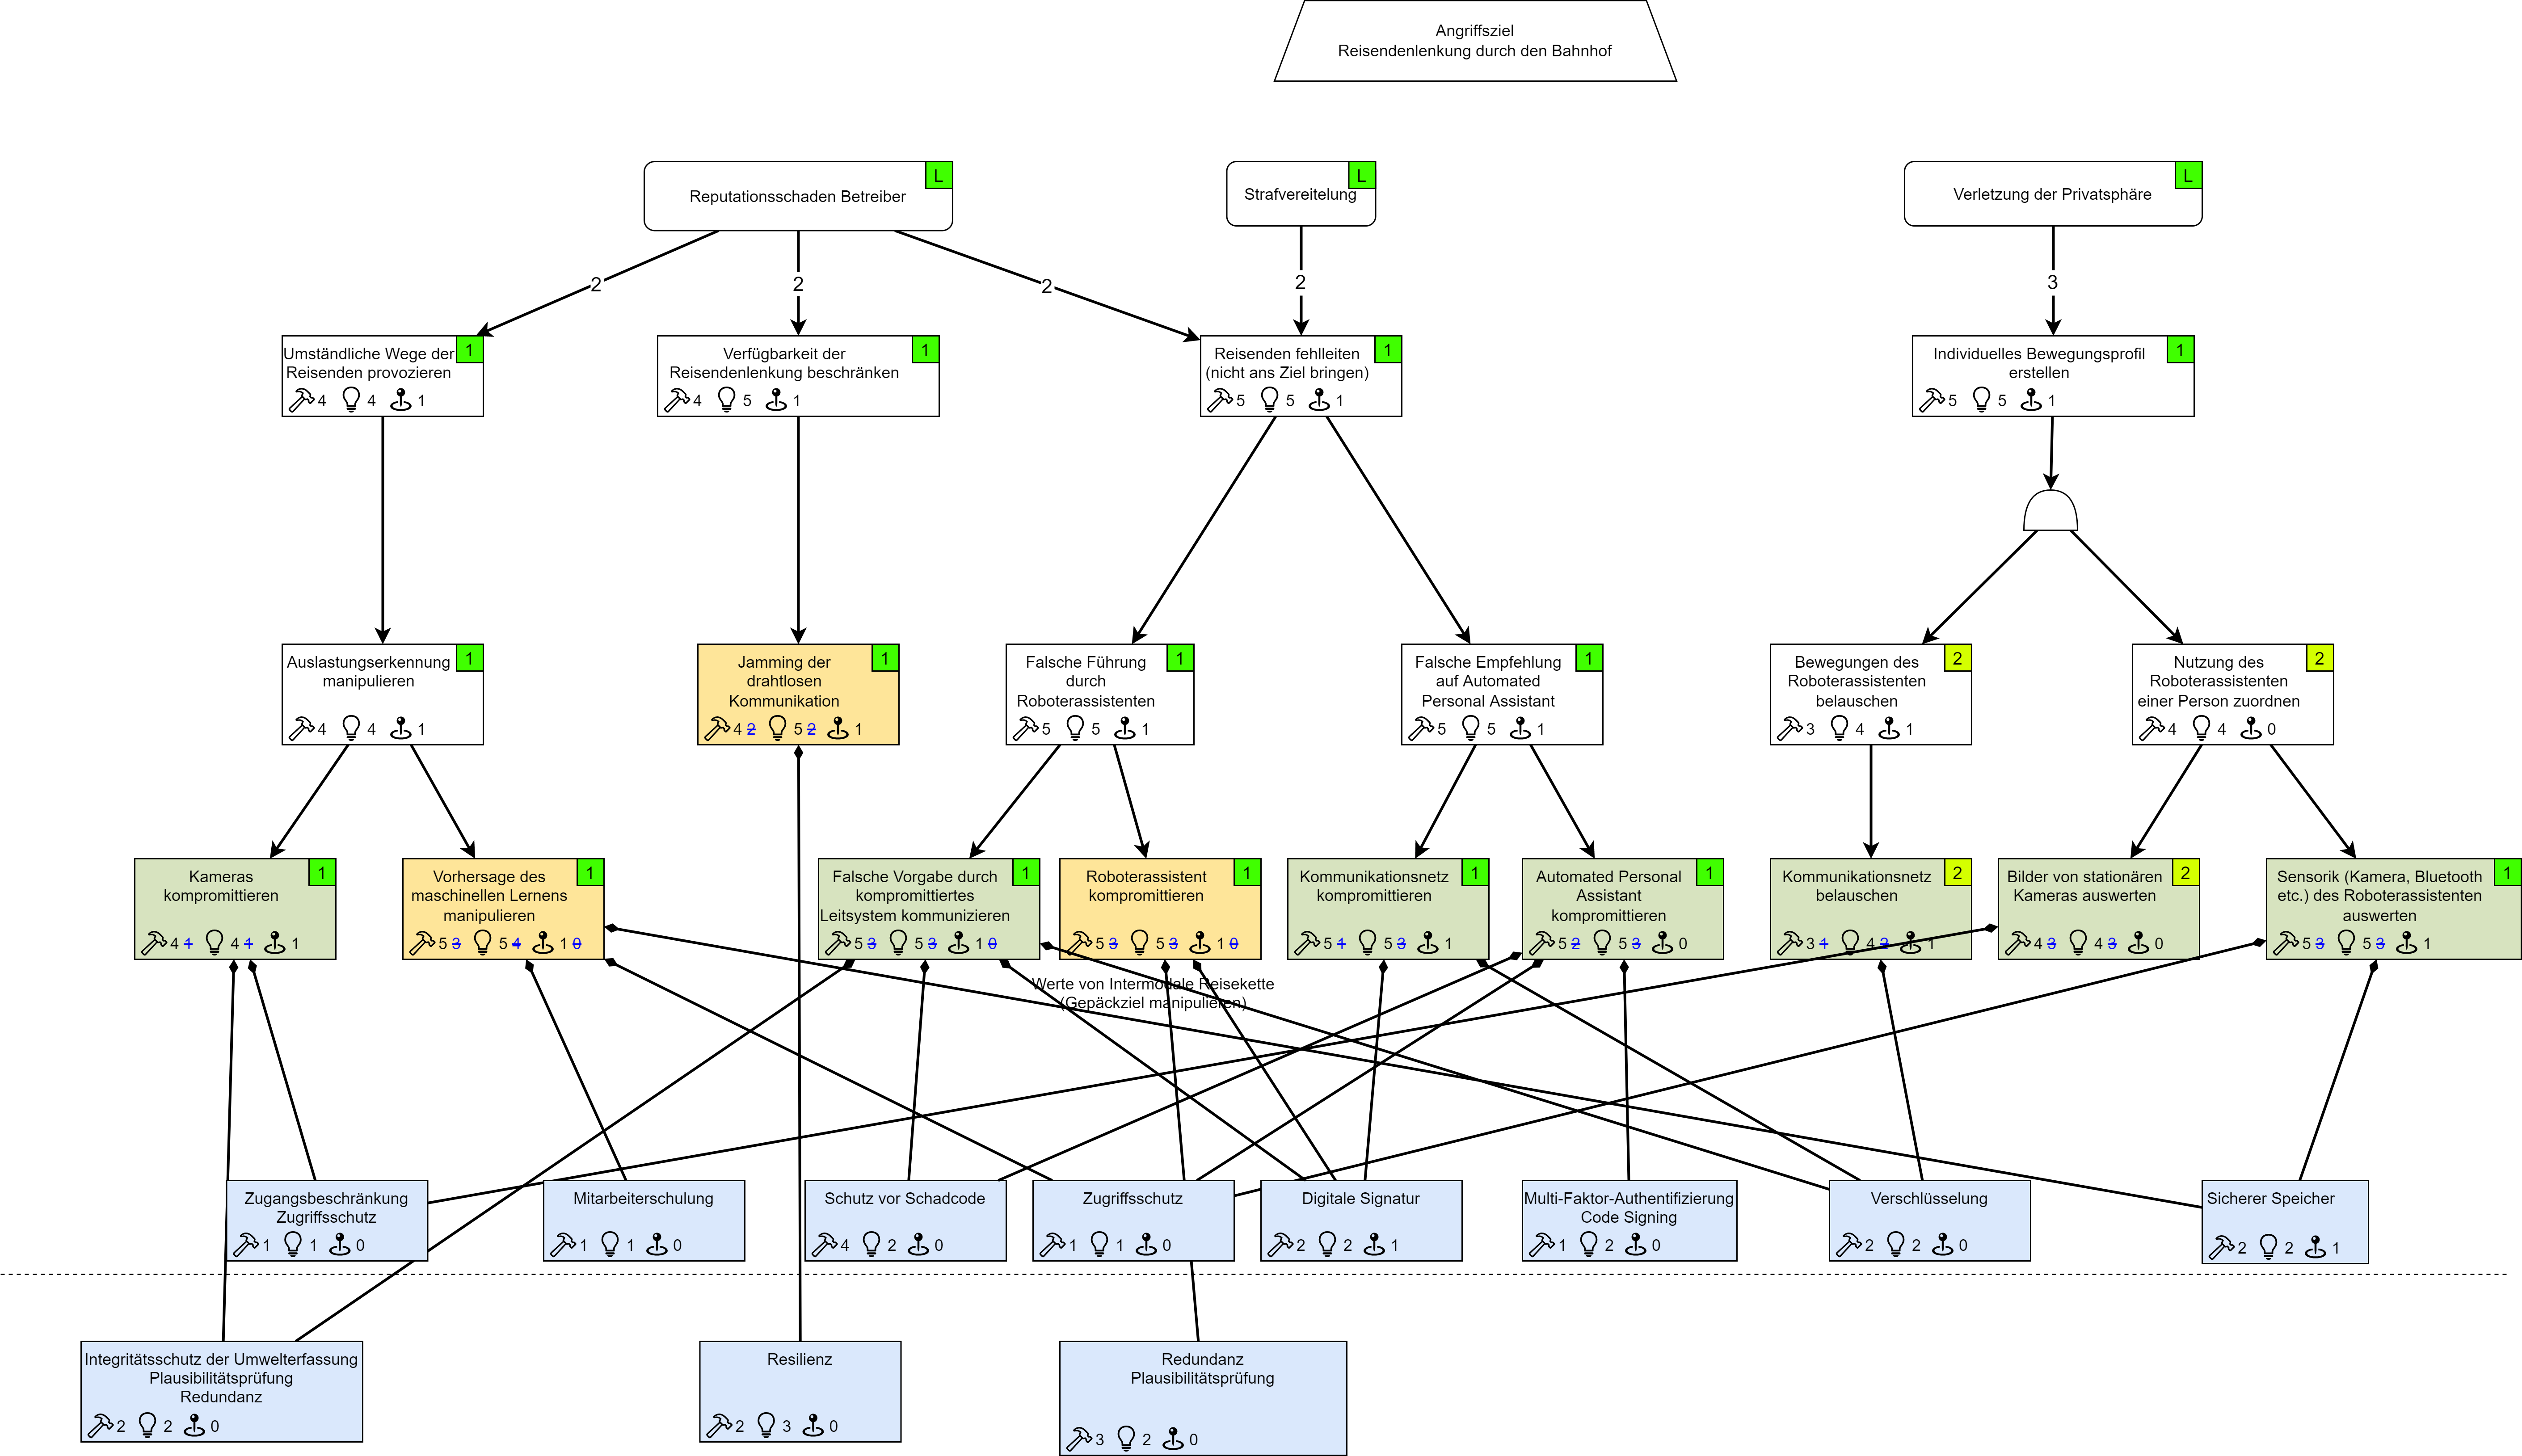 Angriffsziel
Reisendenlenkung durch den Bahnhof
Reputationsschaden Betreiber
L
Strafvereitelung
L
Verletzung der Privatsphäre
L
2
2
2
2
3
Umständliche Wege der
Reisenden provozieren
1
4 4 1
Verfügbarkeit der
Reisendenlenkung beschränken
1
4 5 1
Reisenden fehlleiten
(nicht ans Ziel bringen)
1
5 5 1
Individuelles Bewegungsprofil
erstellen
1
5 5 1
Auslastungserkennung
manipulieren
1
4 4 1
Jamming der
drahtlosen
Kommunikation
1
4 2 5 2 1
Falsche Führung
durch
Roboterassistenten
1
5 5 1
Falsche Empfehlung
auf Automated
Personal Assistant
1
5 5 1
Bewegungen des
Roboterassistenten
belauschen
2
3 4 1
Nutzung des
Roboterassistenten
einer Person zuordnen
2
4 4 0
Kameras
kompromittieren
1
4 1 4 1 1
Vorhersage des
maschinellen Lernens
manipulieren
1
5 3 5 4 1 0
Falsche Vorgabe durch
kompromittiertes
Leitsystem kommunizieren
1
5 3 5 3 1 0
Roboterassistent
kompromittieren
1
5 3 5 3 1 0
Kommunikationsnetz
kompromittieren
1
5 1 5 3 1
Automated Personal
Assistant
kompromittieren
1
5 2 5 3 0
Kommunikationsnetz
belauschen
2
3 1 4 2 1
Bilder von stationären
Kameras auswerten
2
4 3 4 3 0
Sensorik (Kamera, Bluetooth
etc.) des Roboterassistenten
auswerten
1
5 3 5 3 1
Werte von Intermodale Reisekette
(Gepäckziel manipulieren)
Zugangsbeschränkung
Zugriffsschutz
1 1 0
Mitarbeiterschulung
1 1 0
Schutz vor Schadcode
4 2 0
Zugriffsschutz
1 1 0
Digitale Signatur
2 2 1
Multi-Faktor-Authentifizierung
Code Signing
1 2 0
Verschlüsselung
2 2 0
Sicherer Speicher
2 2 1
Integritätsschutz der Umwelterfassung
Plausibilitätsprüfung
Redundanz
2 2 0
Resilienz
2 3 0
Redundanz
Plausibilitätsprüfung
3 2 0